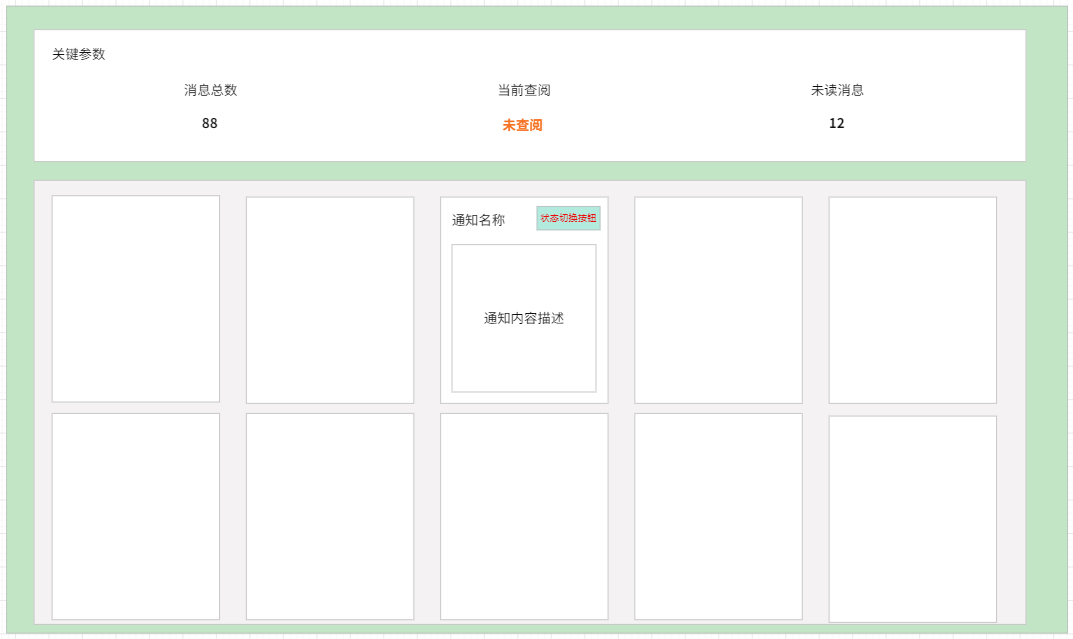 关键参数
消息总数 当前查阅 未读消息
88 未查阅 12
通知名称 状态切换按钮
通知内容描述